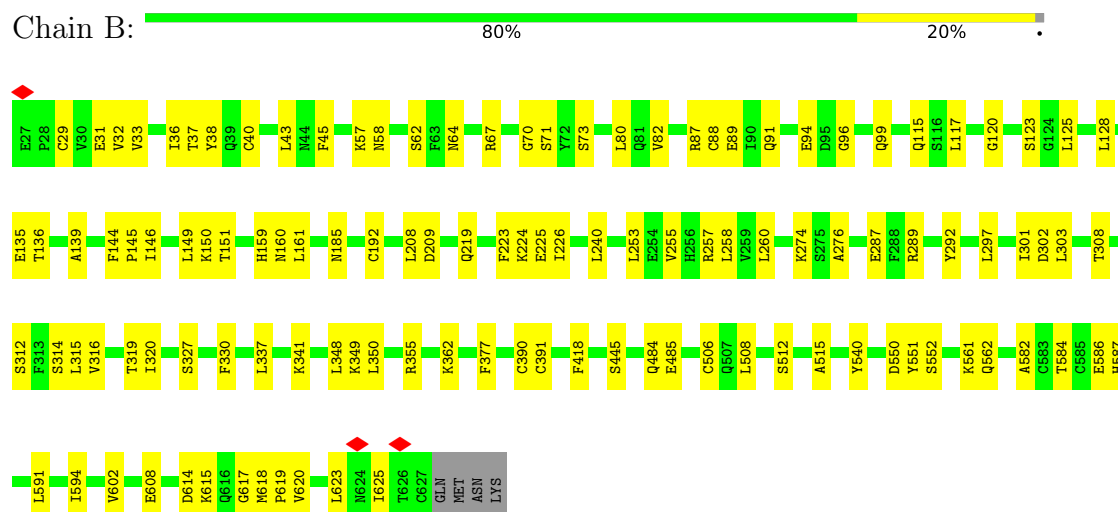 Chain B:
80% 20% •
E27 P28 C29 V30 E31 V32 V33 I36 T37 Y38 Q39 C40 L43 N44 F45 K57 N58 S62 F63 N64 R67 G70 S71 Y72 S73 L80 Q81 V82 R87 C88 E89 I90 Q91 E94 D95 G96 Q99 Q115 S116 L117 G120 S123 G124 L125 L128
E135 T136 A139 F144 P145 I146 L149 K150 T151 H159 N160 L161 N185 C192 L208 D209 Q219 F223 K224 E225 I226 L240 L253 E254 V255 H256 R257 L258 V259 L260 K274 S275 A276 E287 F288 R289 Y292 L297 I301 D302 L303 T308
S312 F313 S314 L315 V316 T319 I320 S327 F330 L337 K341 L348 K349 L350 R355 K362 F377 C390 C391 F418 S445 Q484 E485 C506 Q507 L508 S512 A515 Y540 D550 Y551 S552 K561 Q562 A582 C583 T584 C585 E586 H587
L591 I594 V602 E608 D614 K615 Q616 G617 M618 P619 V620 L623 N624 I625 T626 C627 GLN MET ASN LYS